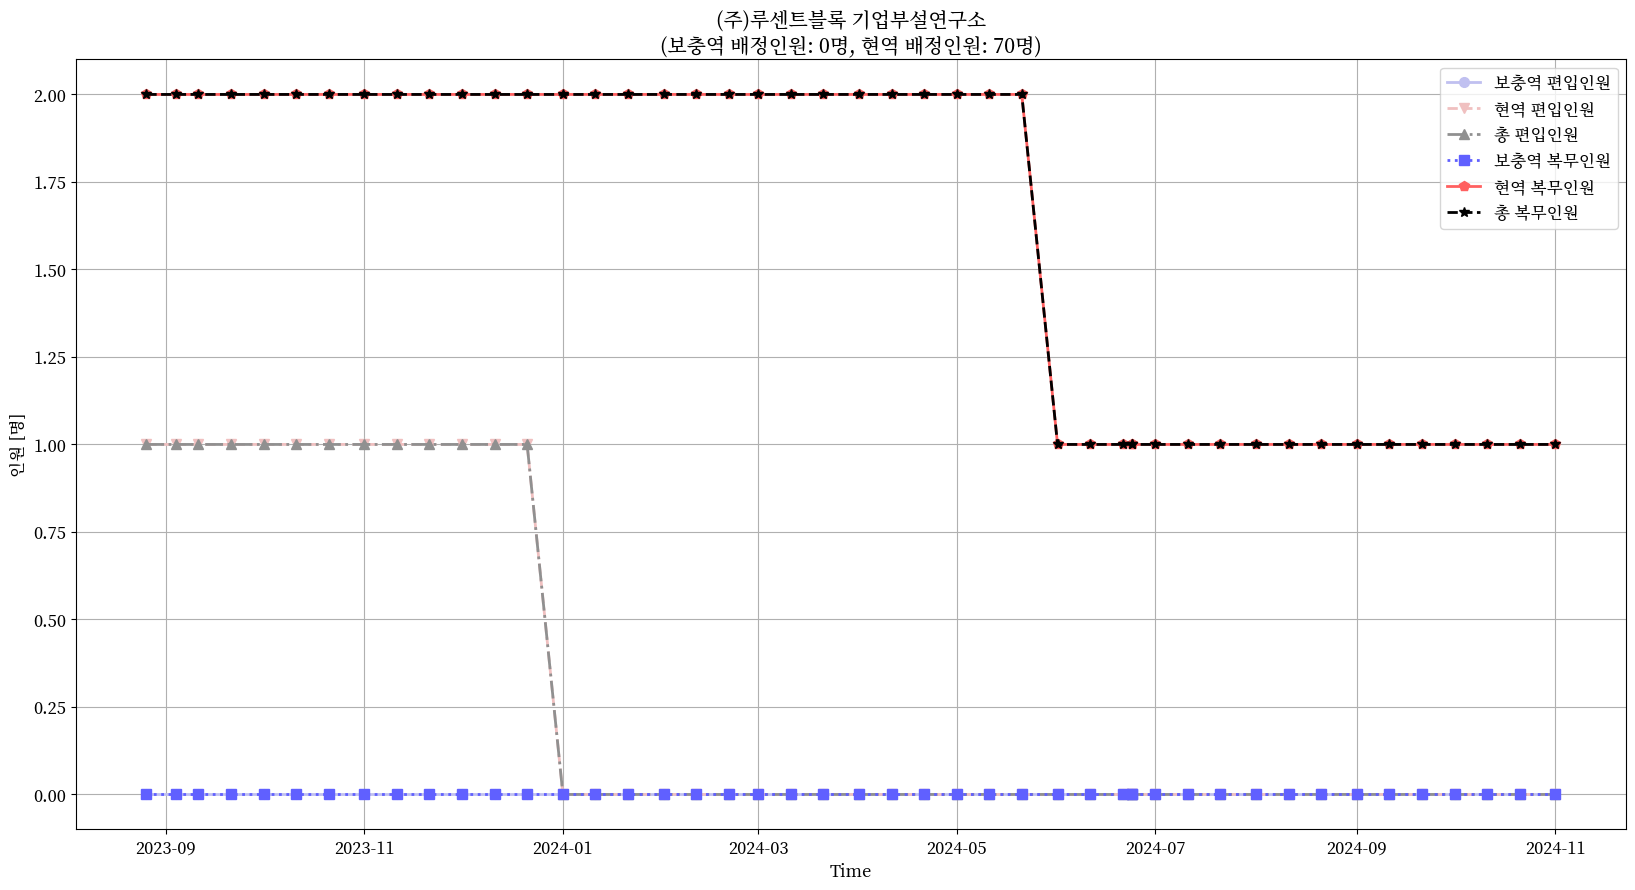 (주)루센트블록 기업부설연구소
(보충역 배정인원: 0명, 현역 배정인원: 70명)
보충역 편입인원
현역 편입인원
총 편입인원
보충역 복무인원
현역 복무인원
총 복무인원
인원 [명]
2.00
1.75
1.50
1.25
1.00
0.75
0.50
0.25
0.00
2023-09 2023-11 2024-01 2024-03 2024-05 2024-07 2024-09 2024-11
Time